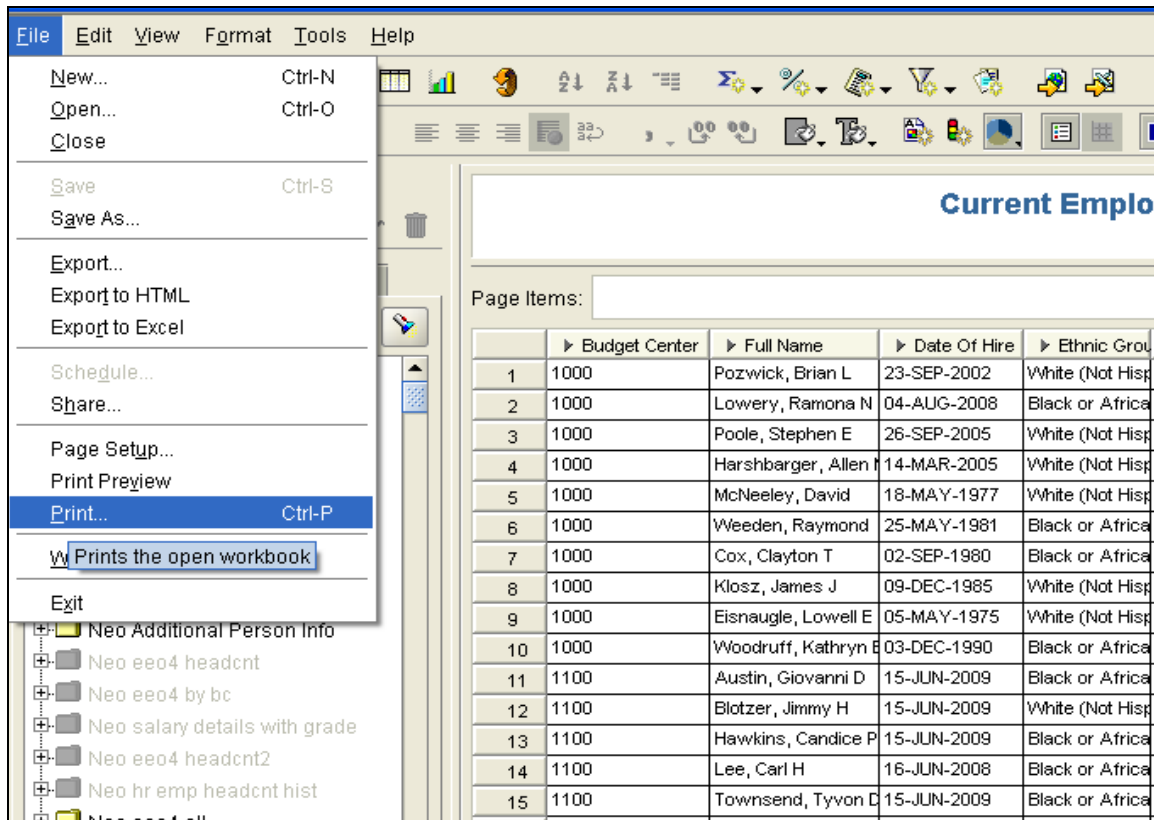 File Edit View Format Tools Help
New... Ctrl-N
Open... Ctrl-O
Close
Save Ctrl-S
Save As...
Export...
Export to HTML
Export to Excel
Schedule...
Share...
Page Setup...
Print Preview
Print... Ctrl-P
Prints the open workbook
Exit
Neo Additional Person Info
Neo eeo4 headcnt
Neo eeo4 by bc
Neo salary details with grade
Neo eeo4 headcnt2
Neo hr emp headcnt hist
Current Emplo
Page Items:
Budget Center Full Name Date Of Hire Ethnic Grou
1 1000 Pozwick, Brian L 23-SEP-2002 White (Not Hisp
2 1000 Lowery, Ramona N 04-AUG-2008 Black or Africa
3 1000 Poole, Stephen E 26-SEP-2005 White (Not Hisp
4 1000 Harshbarger, Allen 14-MAR-2005 White (Not Hisp
5 1000 McNeeley, David 18-MAY-1977 White (Not Hisp
6 1000 Weeden, Raymond 25-MAY-1981 Black or Africa
7 1000 Cox, Clayton T 02-SEP-1980 Black or Africa
8 1000 Klosz, James J 09-DEC-1985 White (Not Hisp
9 1000 Eisnaugle, Lowell E 05-MAY-1975 White (Not Hisp
10 1000 Woodruff, Kathryn E 03-DEC-1990 Black or Africa
11 1100 Austin, Giovanni D 15-JUN-2009 Black or Africa
12 1100 Blotzer, Jimmy H 15-JUN-2009 White (Not Hisp
13 1100 Hawkins, Candice P 15-JUN-2009 Black or Africa
14 1100 Lee, Carl H 16-JUN-2008 Black or Africa
15 1100 Townsend, Tyvon D 15-JUN-2009 Black or Africa